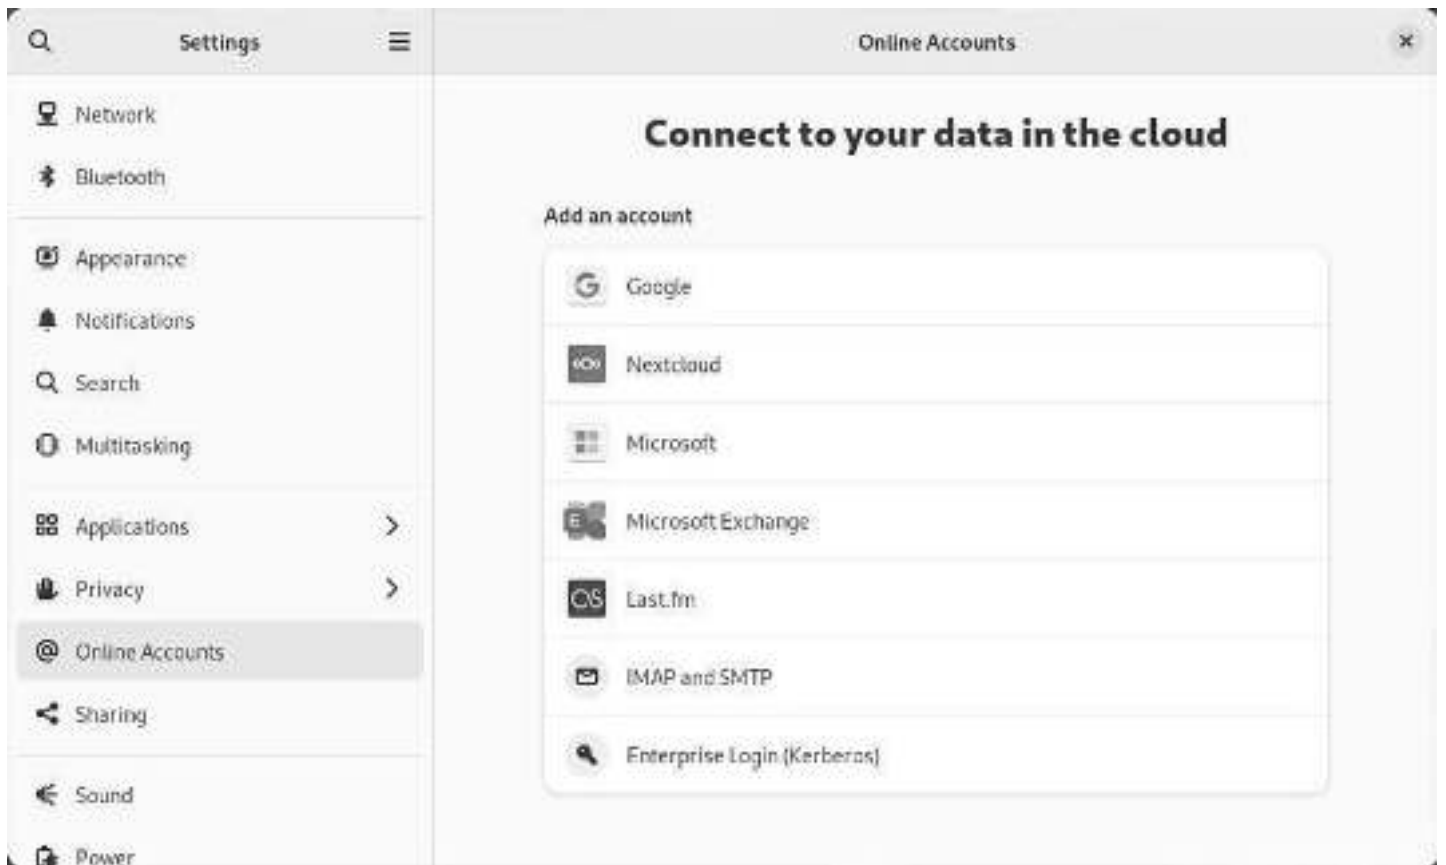 Settings
Online Accounts
Network
Bluetooth
Appearance
Notifications
Search
Multitasking
Applications
Privacy
Online Accounts
Sharing
Sound
Power
Connect to your data in the cloud
Add an account
Google
Nextcloud
Microsoft
E Microsoft Exchange
Last.fm
IMAP and SMTP
Enterprise Login (Kerberos)